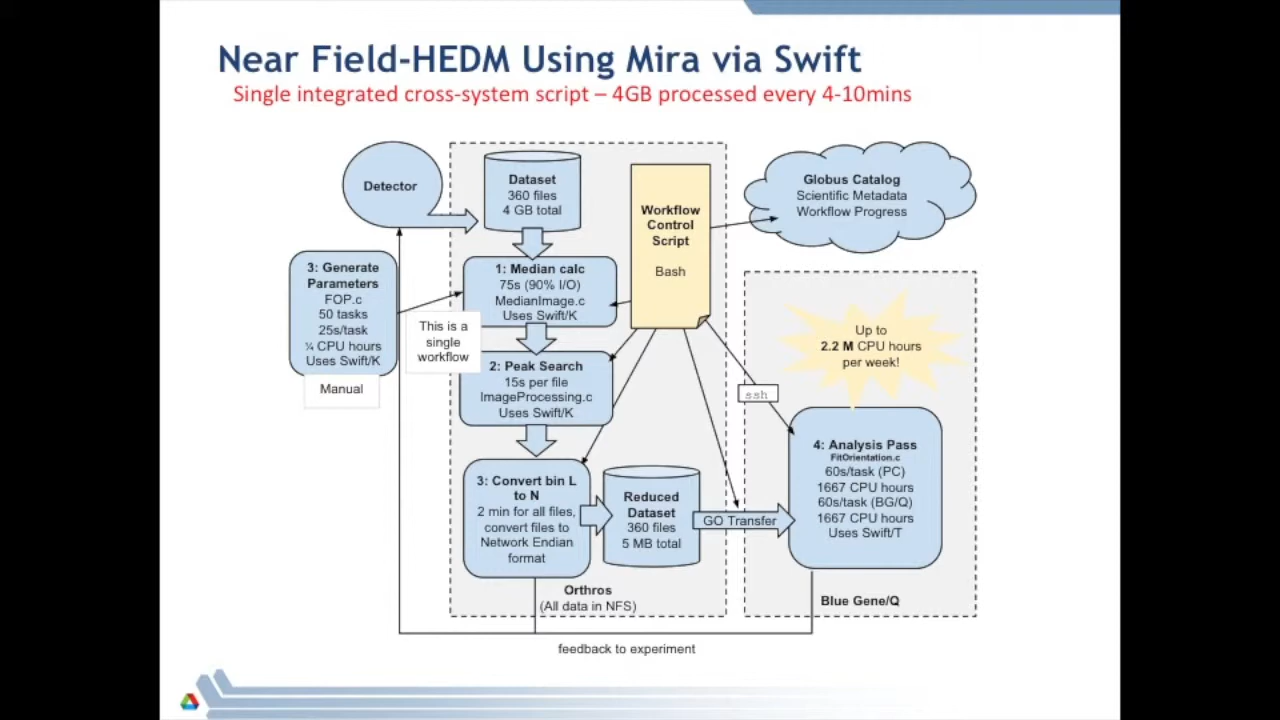 Near Field-HEDM Using Mira via Swift
Single integrated cross-system script – 4GB processed every 4-10mins
Detector
Dataset
360 files
4 GB total
Workflow
Control
Script
Bash
Globus Catalog
Scientific Metadata
Workflow Progress
3: Generate
Parameters
FOP.c
50 tasks
25s/task
¼ CPU hours
Uses Swift/K
Manual
This is a
single
workflow
1: Median calc
75s (90% I/O)
MedianImage.c
Uses Swift/K
2: Peak Search
15s per file
ImageProcessing.c
Uses Swift/K
3: Convert bin L
to N
2 min for all files,
convert files to
Network Endian
format
Reduced
Dataset
360 files
5 MB total
GO Transfer
ssh
Up to
2.2 M CPU hours
per week!
4: Analysis Pass
FitOrientation.c
60s/task (PC)
1667 CPU hours
60s/task (BG/Q)
1667 CPU hours
Uses Swift/T
Orthros
(All data in NFS)
Blue Gene/Q
feedback to experiment